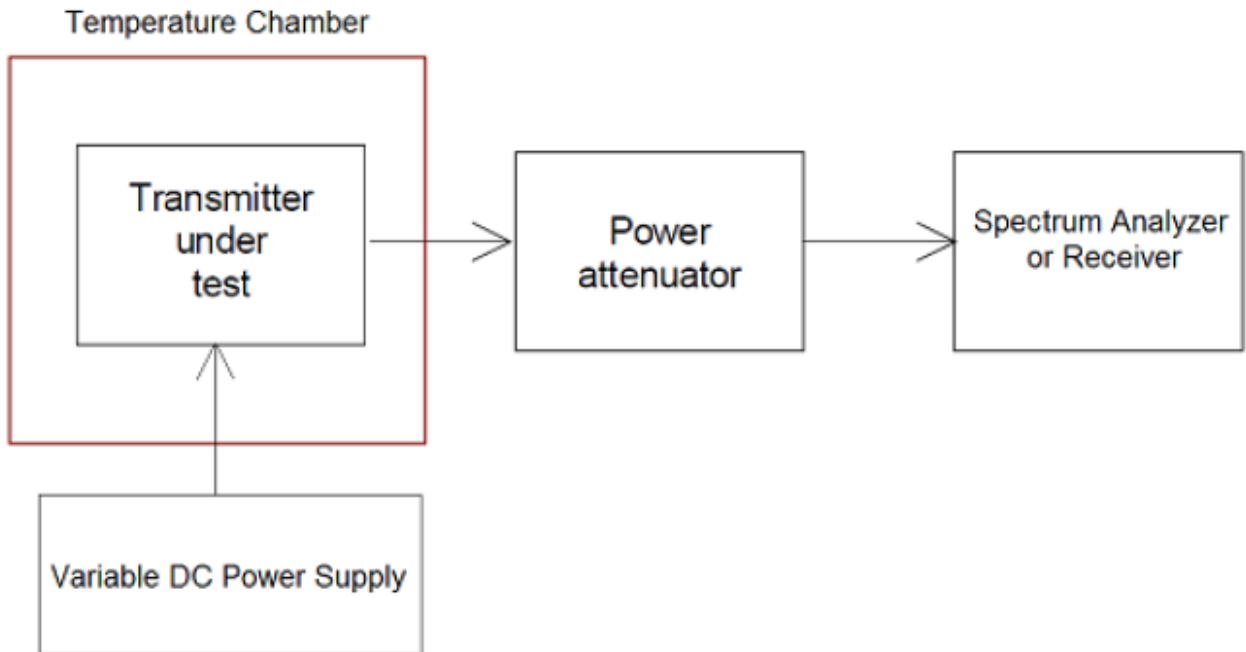 Temperature Chamber
Transmitter
under
test
Power
attenuator
Spectrum Analyzer
or Receiver
Variable DC Power Supply